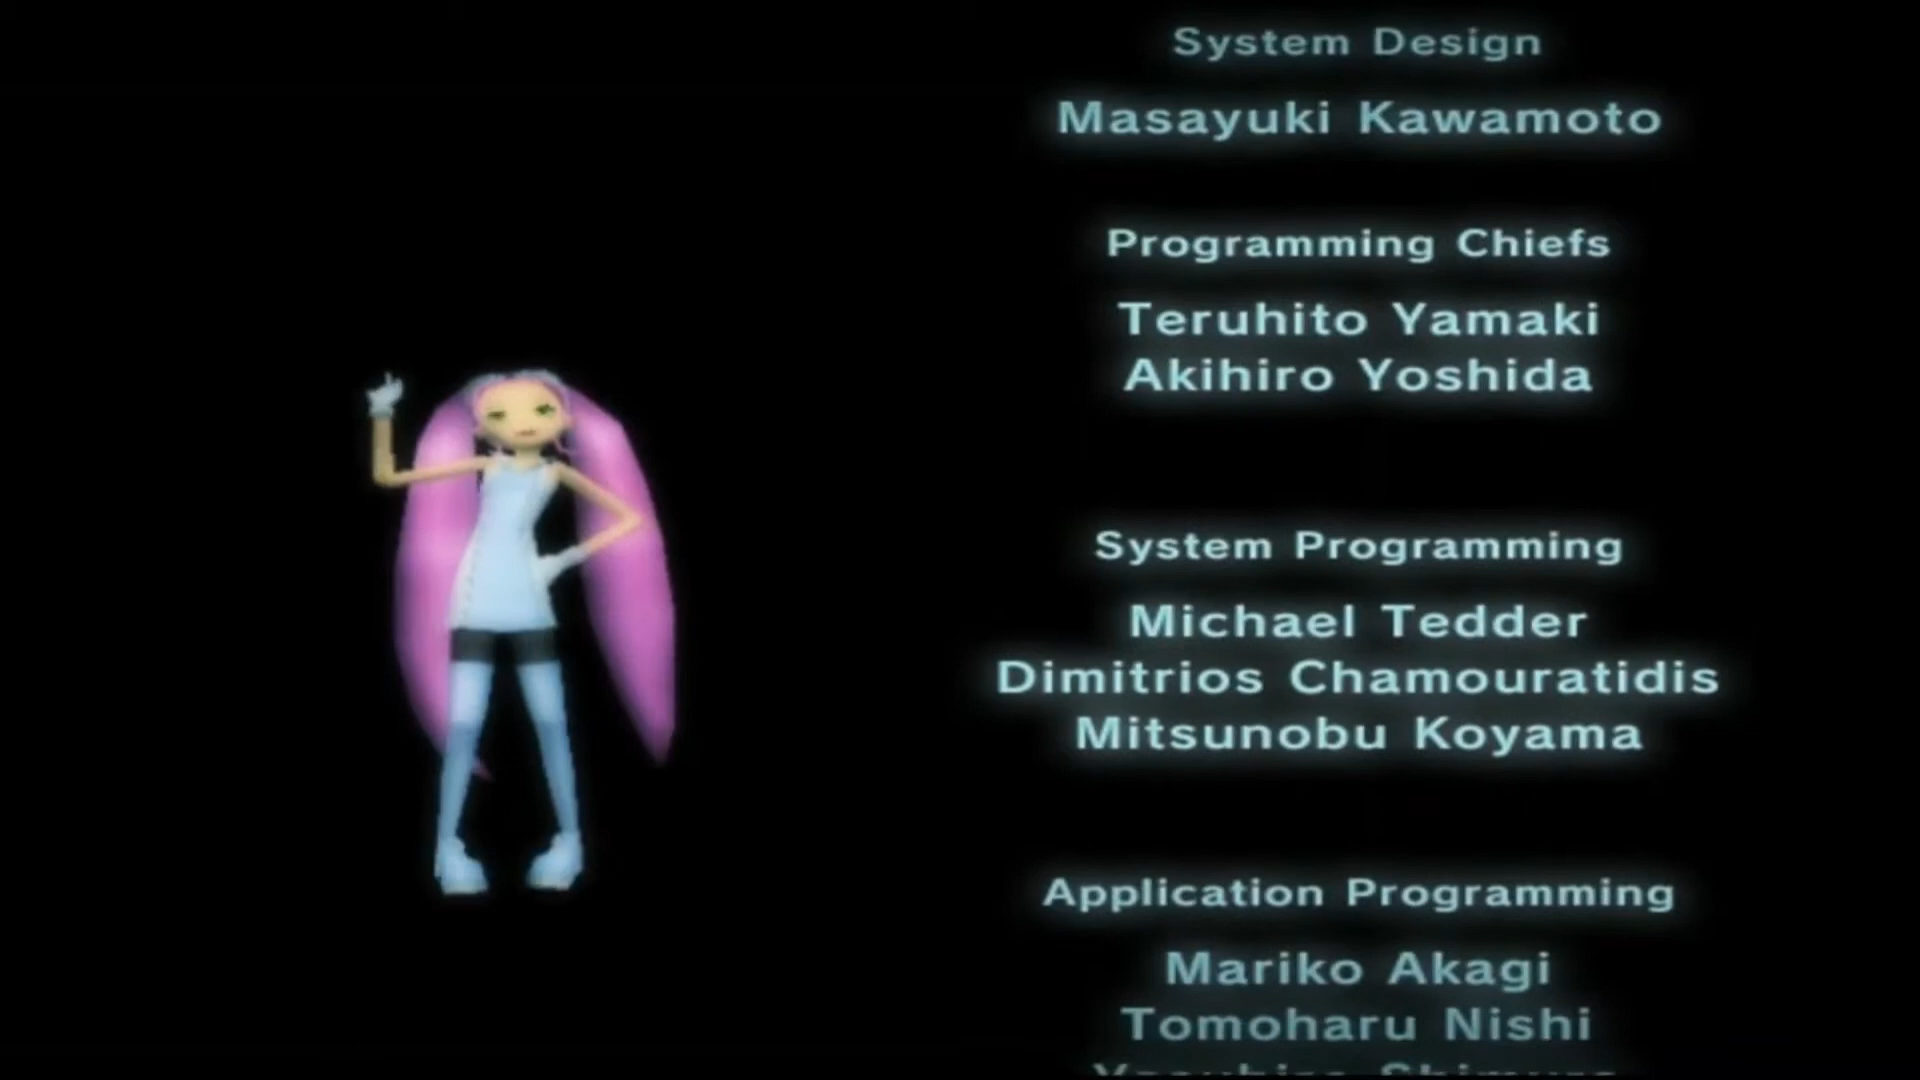 System Design
Masayuki Kawamoto
Programming Chiefs
Teruhito Yamaki
Akihiro Yoshida
System Programming
Michael Tedder
Dimitrios Chamouratidis
Mitsunobu Koyama
Application Programming
Mariko Akagi
Tomoharu Nishi